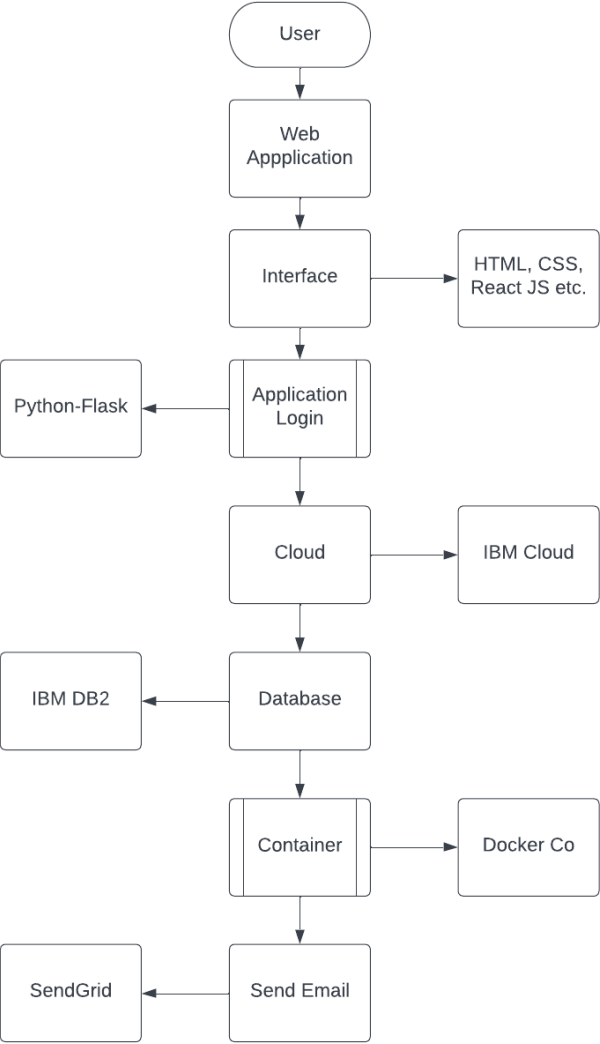 User
Web
Appplication
Interface
HTML, CSS,
React JS etc.
Python-Flask
Application
Login
Cloud
IBM Cloud
IBM DB2
Database
Container
Docker Co
SendGrid
Send Email